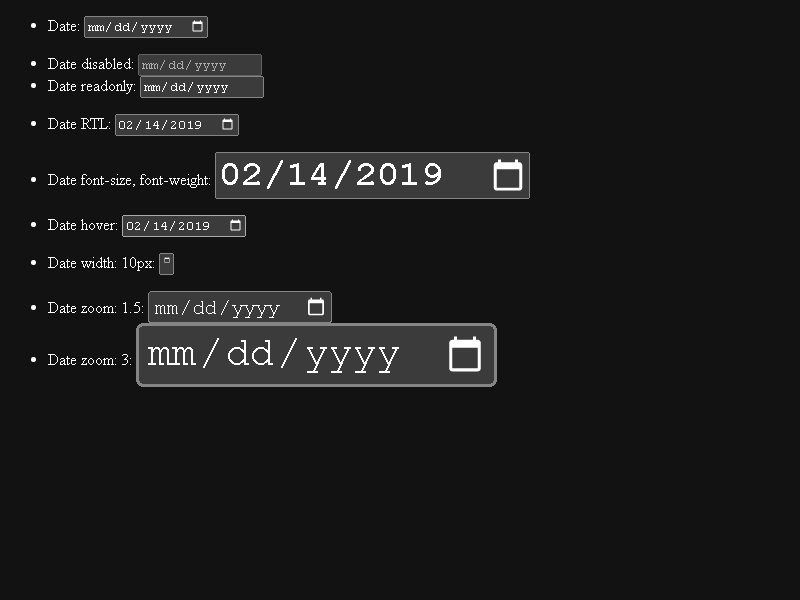 Date: mm/dd/yyyy
Date disabled: mm/dd/yyyy
Date readonly: mm/dd/yyyy
Date RTL: 02/14/2019
Date font-size, font-weight: 02/14/2019
Date hover: 02/14/2019
Date width: 10px:
Date zoom: 1.5: mm/dd/yyyy
Date zoom: 3: mm/dd/yyyy